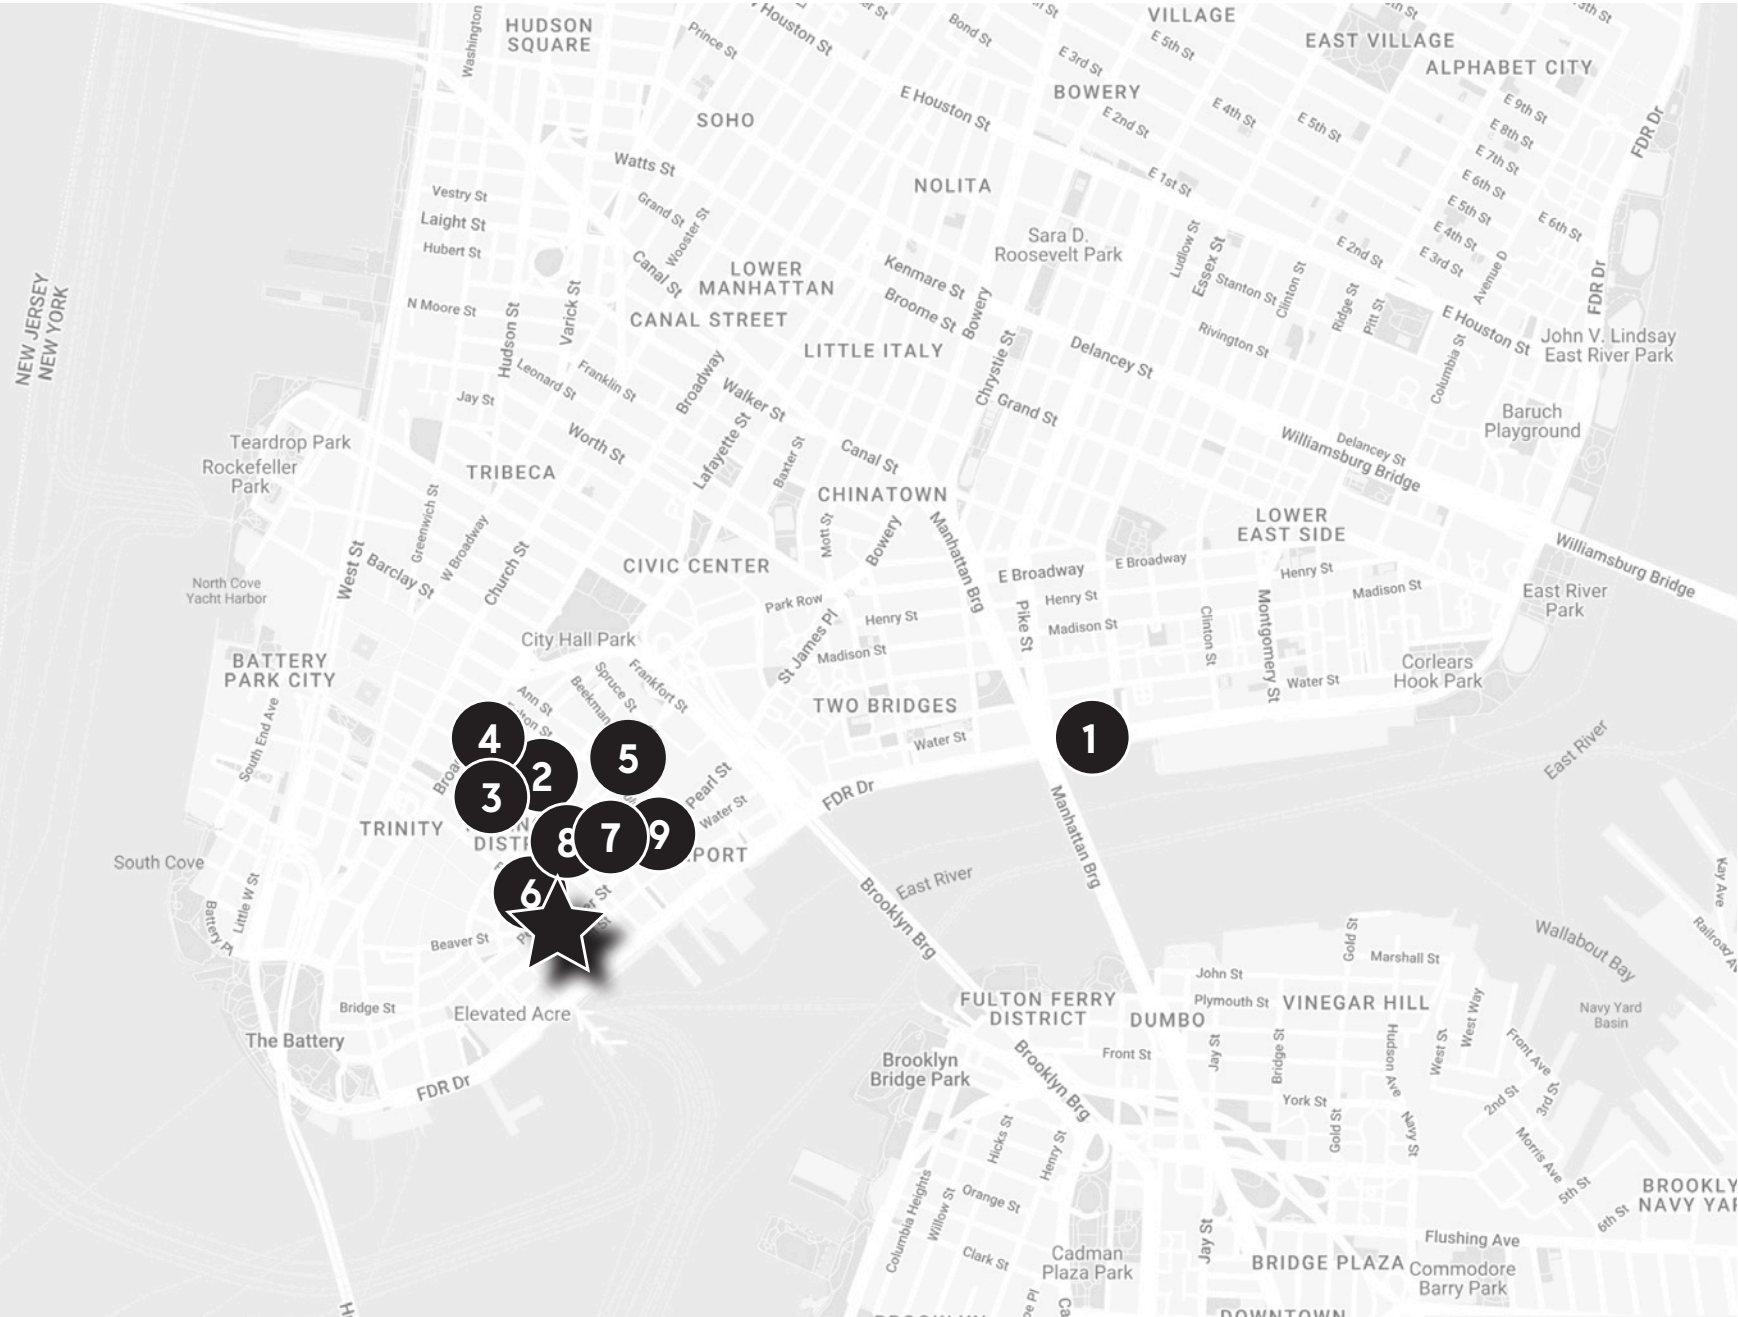 HUDSON
SQUARE
Washington
Prince St
Houston St
Bond St
VILLAGE
E 5th St
EAST VILLAGE
ALPHABET CITY
E 3rd St
BOWERY
E Houston St
E 2nd St
E 4th St
E 5th St
E 9th St
E 8th St
E 7th St
E 6th St
E 5th St
E 4th St
E 3rd St
E 6th St
FDR Dr
SOHO
Watts St
NOLITA
E 1st St
Vestry St
Laight St
Hubert St
Grand St
Wooster St
Canal St
LOWER
MANHATTAN
Sara D.
Roosevelt Park
Kenmare St
Broome St
Bowery
Ludlow St
Essex St
Stanton St
Clinton St
E 2nd St
Avenue D
FDR Dr
NEW JERSEY
NEW YORK
N Moore St
Hudson St
Varick St
CANAL STREET
LITTLE ITALY
Rivington St
Ridge St
Pitt St
E Houston St
John V. Lindsay
East River Park
Columbia St
Delancey St
Chrystie St
Grand St
Leonard St
Franklin St
Broadway
Walker St
Jay St
Worth St
Lafayette St
Baxter St
Canal St
Baruch
Playground
Delancey St
Williamsburg Bridge
Teardrop Park
Rockefeller
Park
TRIBECA
CHINATOWN
LOWER
EAST SIDE
Greenwich St
W Broadway
Church St
Mott St
Bowery
Manhattan Brg
West St
Barclay St
CIVIC CENTER
E Broadway
E Broadway
Henry St
Williamsburg Bridge
North Cove
Yacht Harbor
Park Row
Henry St
Henry St
Madison St
East River
Park
City Hall Park
St James Pl
Madison St
Pike St
Madison St
Clinton St
Montgomery St
BATTERY
PARK CITY
Spruce St
Frankfort St
Beekman
Ann St
Water St
Corlears
Hook Park
South End Ave
TWO BRIDGES
Water St
4
2
3
5
1
East River
Pearl St
Water St
FDR Dr
TRINITY
8
7
9
PORT
6
South Cove
Little W St
Battery Pl
Beaver St
Manhattan Brg
East River
Brooklyn Brg
Kay Ave
Wallabout Bay
Gold St
Marshall St
John St
Plymouth St
VINEGAR HILL
FULTON FERRY
DISTRICT
DUMBO
Navy Yard
Basin
Bridge St
Elevated Acre
The Battery
FDR Dr
Brooklyn
Bridge Park
Brooklyn Brg
Front St
Jay St
Bridge St
Hudson Ave
West St
West Way
Front Ave
York St
Gold St
Navy St
2nd St
3rd St
Morris Ave
5th St
6th St
Hicks St
Henry St
Orange St
Columbia Heights
Willow St
Clark St
Cadman
Plaza Park
Jay St
BRIDGE PLAZA
Flushing Ave
Commodore
Barry Park
DOWNTOWN